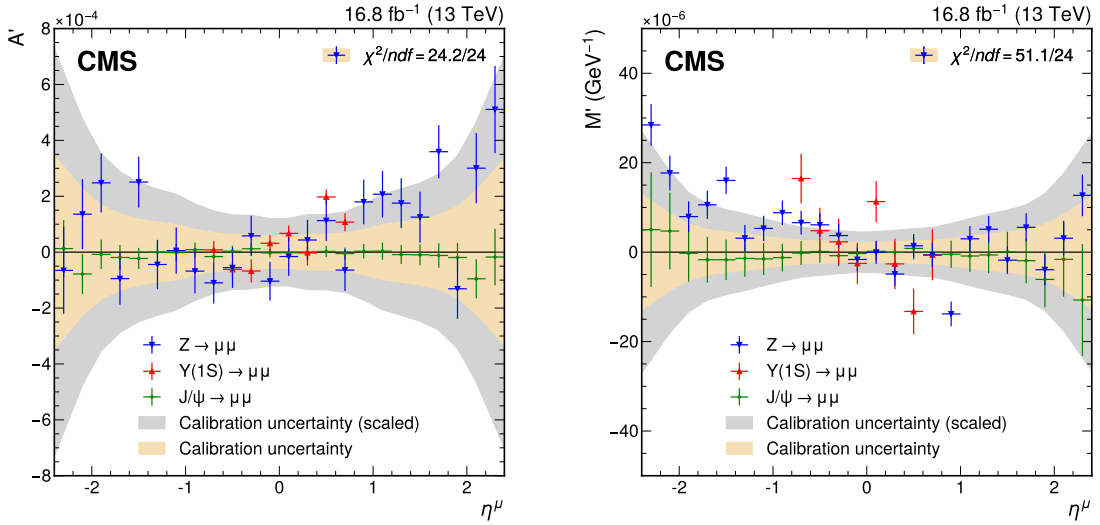 ×10⁻⁴
16.8 fb⁻¹ (13 TeV)
A'
CMS
χ²/ndf = 24.2/24
8
6
4
2
0
−2
−4
−6
−8
Z → μμ
Υ(1S) → μμ
J/ψ → μμ
Calibration uncertainty (scaled)
Calibration uncertainty
-2
-1
0
1
2
η^μ
×10⁻⁶
16.8 fb⁻¹ (13 TeV)
M' (GeV⁻¹)
CMS
χ²/ndf = 51.1/24
40
20
0
−20
−40
Z → μμ
Υ(1S) → μμ
J/ψ → μμ
Calibration uncertainty (scaled)
Calibration uncertainty
-2
-1
0
1
2
η^μ